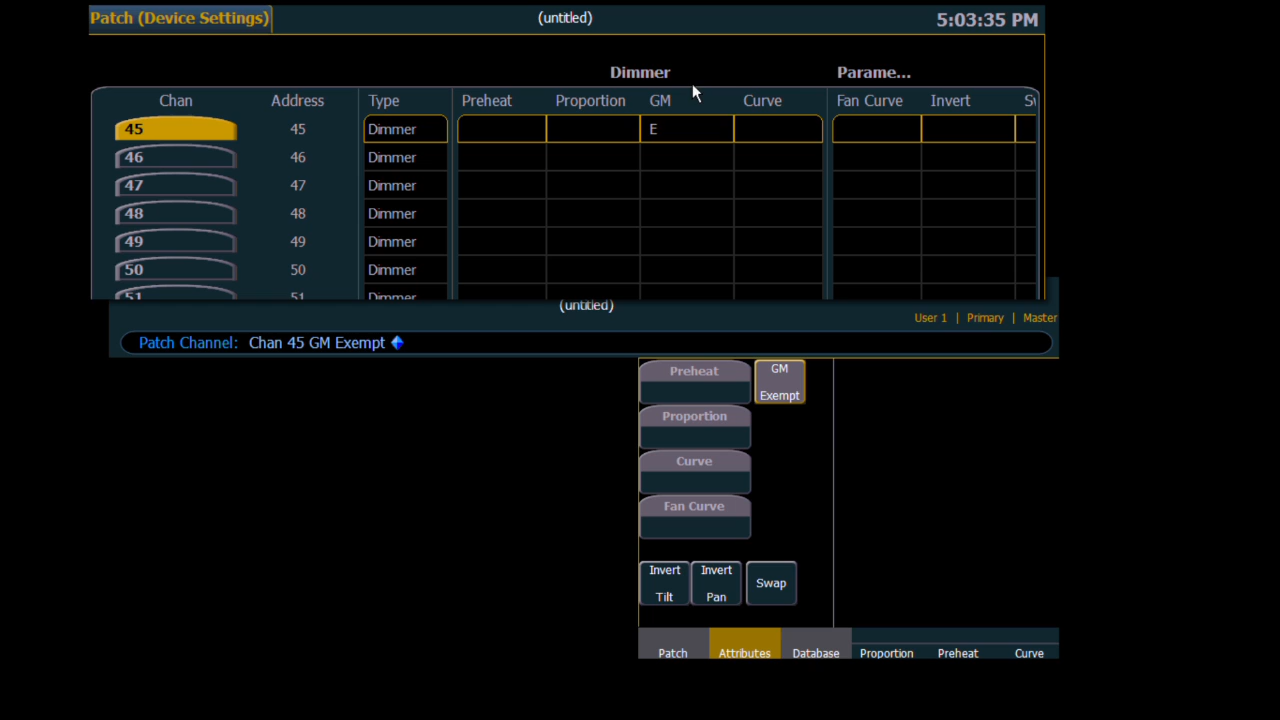 Patch (Device Settings) (untitled) 5:03:35 PM
Dimmer Parame...
Chan Address Type Preheat Proportion GM Curve Fan Curve Invert
45 45 Dimmer E
46 46 Dimmer
47 47 Dimmer
48 48 Dimmer
49 49 Dimmer
50 50 Dimmer
51 51 Dimmer
(untitled)
User 1 | Primary | Master
Patch Channel: Chan 45 GM Exempt
Preheat GM
Exempt
Proportion
Curve
Fan Curve
Invert Invert Swap
Tilt Pan
Patch Attributes Database Proportion Preheat Curve